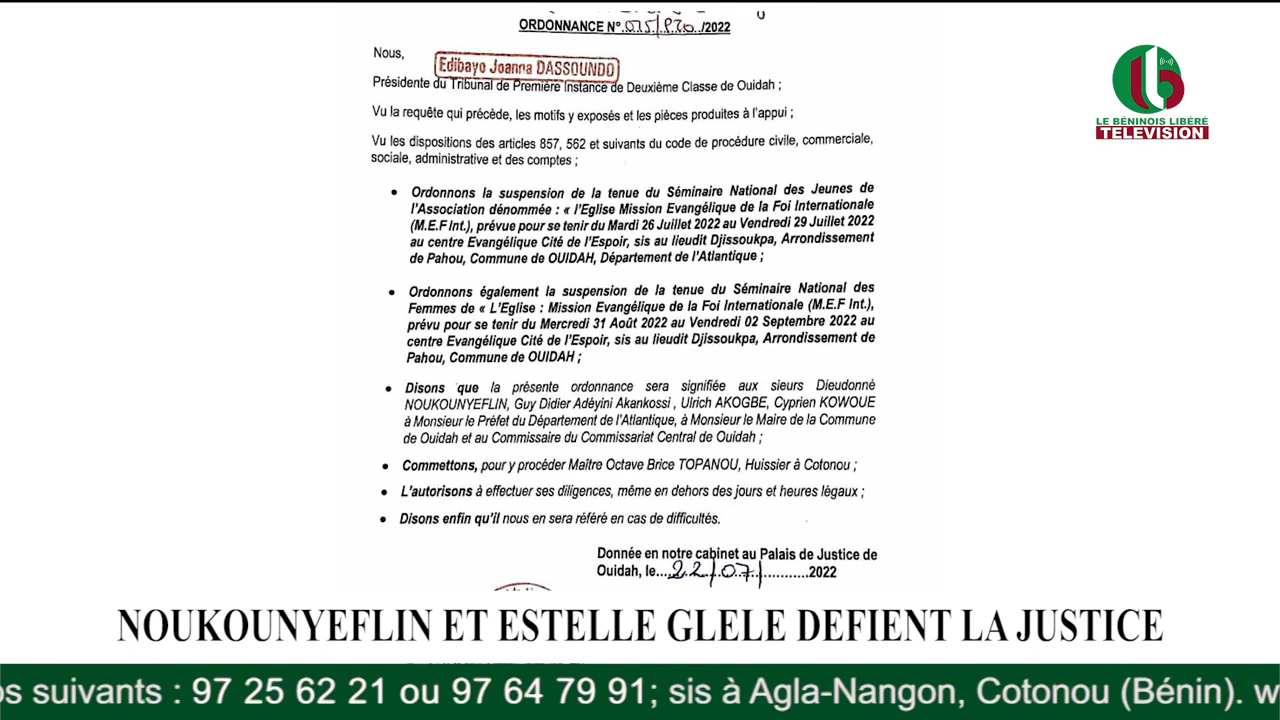 ORDONNANCE N°.015/PTO../2022
Nous,
Edibayo Joanna DASSOUNDO
Présidente du Tribunal de Première Instance de Deuxième Classe de Ouidah ;
Vu la requête qui précède, les motifs y exposés et les pièces produites à l'appui ;
Vu les dispositions des articles 857, 562 et suivants du code de procédure civile, commerciale,
sociale, administrative et des comptes ;
• Ordonnons la suspension de la tenue du Séminaire National des Jeunes de
l'Association dénommée : « l'Eglise Mission Evangélique de la Foi Internationale
(M.E.F Int.), prévue pour se tenir du Mardi 26 Juillet 2022 au Vendredi 29 Juillet 2022
au centre Evangélique Cité de l'Espoir, sis au lieudit Djissoukpa, Arrondissement
de Pahou, Commune de OUIDAH, Département de l'Atlantique ;
• Ordonnons également la suspension de la tenue du Séminaire National des
Femmes de « L'Eglise : Mission Evangélique de la Foi Internationale (M.E.F Int.),
prévu pour se tenir du Mercredi 31 Août 2022 au Vendredi 02 Septembre 2022 au
centre Evangélique Cité de l'Espoir, sis au lieudit Djissoukpa, Arrondissement de
Pahou, Commune de OUIDAH ;
• Disons que la présente ordonnance sera signifiée aux sieurs Dieudonné
NOUKOUNYEFLIN, Guy Didier Adéyini Akankossi , Ulrich AKOGBE, Cyprien KOWOUE
à Monsieur le Préfet du Département de l'Atlantique, à Monsieur le Maire de la Commune
de Ouidah et au Commissaire du Commissariat Central de Ouidah ;
• Commettons, pour y procéder Maître Octave Brice TOPANOU, Huissier à Cotonou ;
• L'autorisons à effectuer ses diligences, même en dehors des jours et heures légaux ;
• Disons enfin qu'il nous en sera référé en cas de difficultés.
Donnée en notre cabinet au Palais de Justice de
Ouidah, le....22/07/............2022
LE BÉNINOIS LIBÉRÉ
TELEVISION
NOUKOUNYEFLIN ET ESTELLE GLELE DEFIENT LA JUSTICE
os suivants : 97 25 62 21 ou 97 64 79 91; sis à Agla-Nangon, Cotonou (Bénin). w